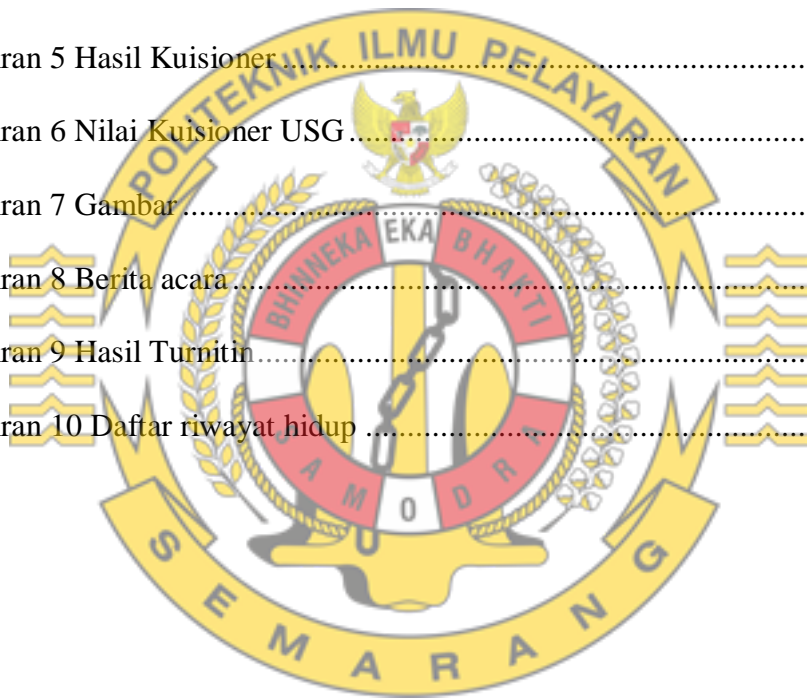 ran 5 Hasil Kuisioner ........................................................................
ran 6 Nilai Kuisioner USG ...............................................................
ran 7 Gambar ....................................................................................
ran 8 Berita acara ..............................................................................
ran 9 Hasil Turnitin ...........................................................................
ran 10 Daftar riwayat hidup .............................................................
POLITEKNIK ILMU PELAYARAN
BHINNEKA EKA BHAKTI
SAMODRA
SEMARANG